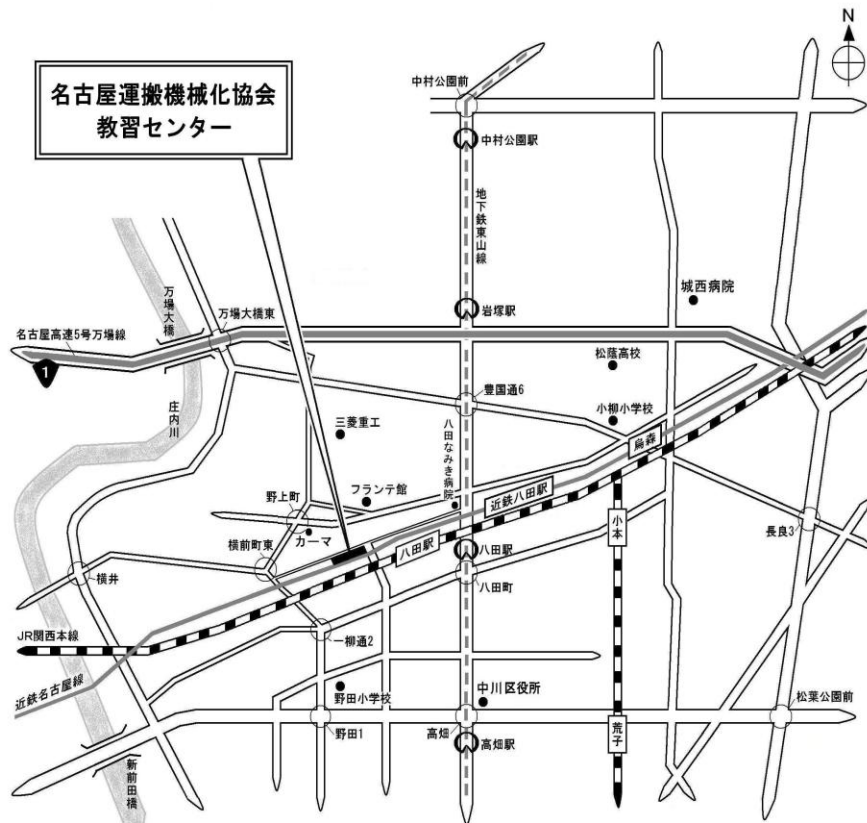 N
中村公園前
名古屋運搬機械化協会
教習センター
中村公園駅
地下鉄東山線
城西病院
万場大橋
万場大橋東
岩塚駅
名古屋高速5号万場線
1
松蔭高校
豊国通6
庄内川
小柳小学校
三菱重工
八田なみき病院
烏森
フランテ館
近鉄八田駅
野上町
カーマ
小本
長良3
横前町東
八田駅
八田駅
横井
八田町
JR関西本線
一柳通2
近鉄名古屋線
野田小学校
中川区役所
松葉公園前
野田1
高畑
荒子
高畑駅
新前田橋